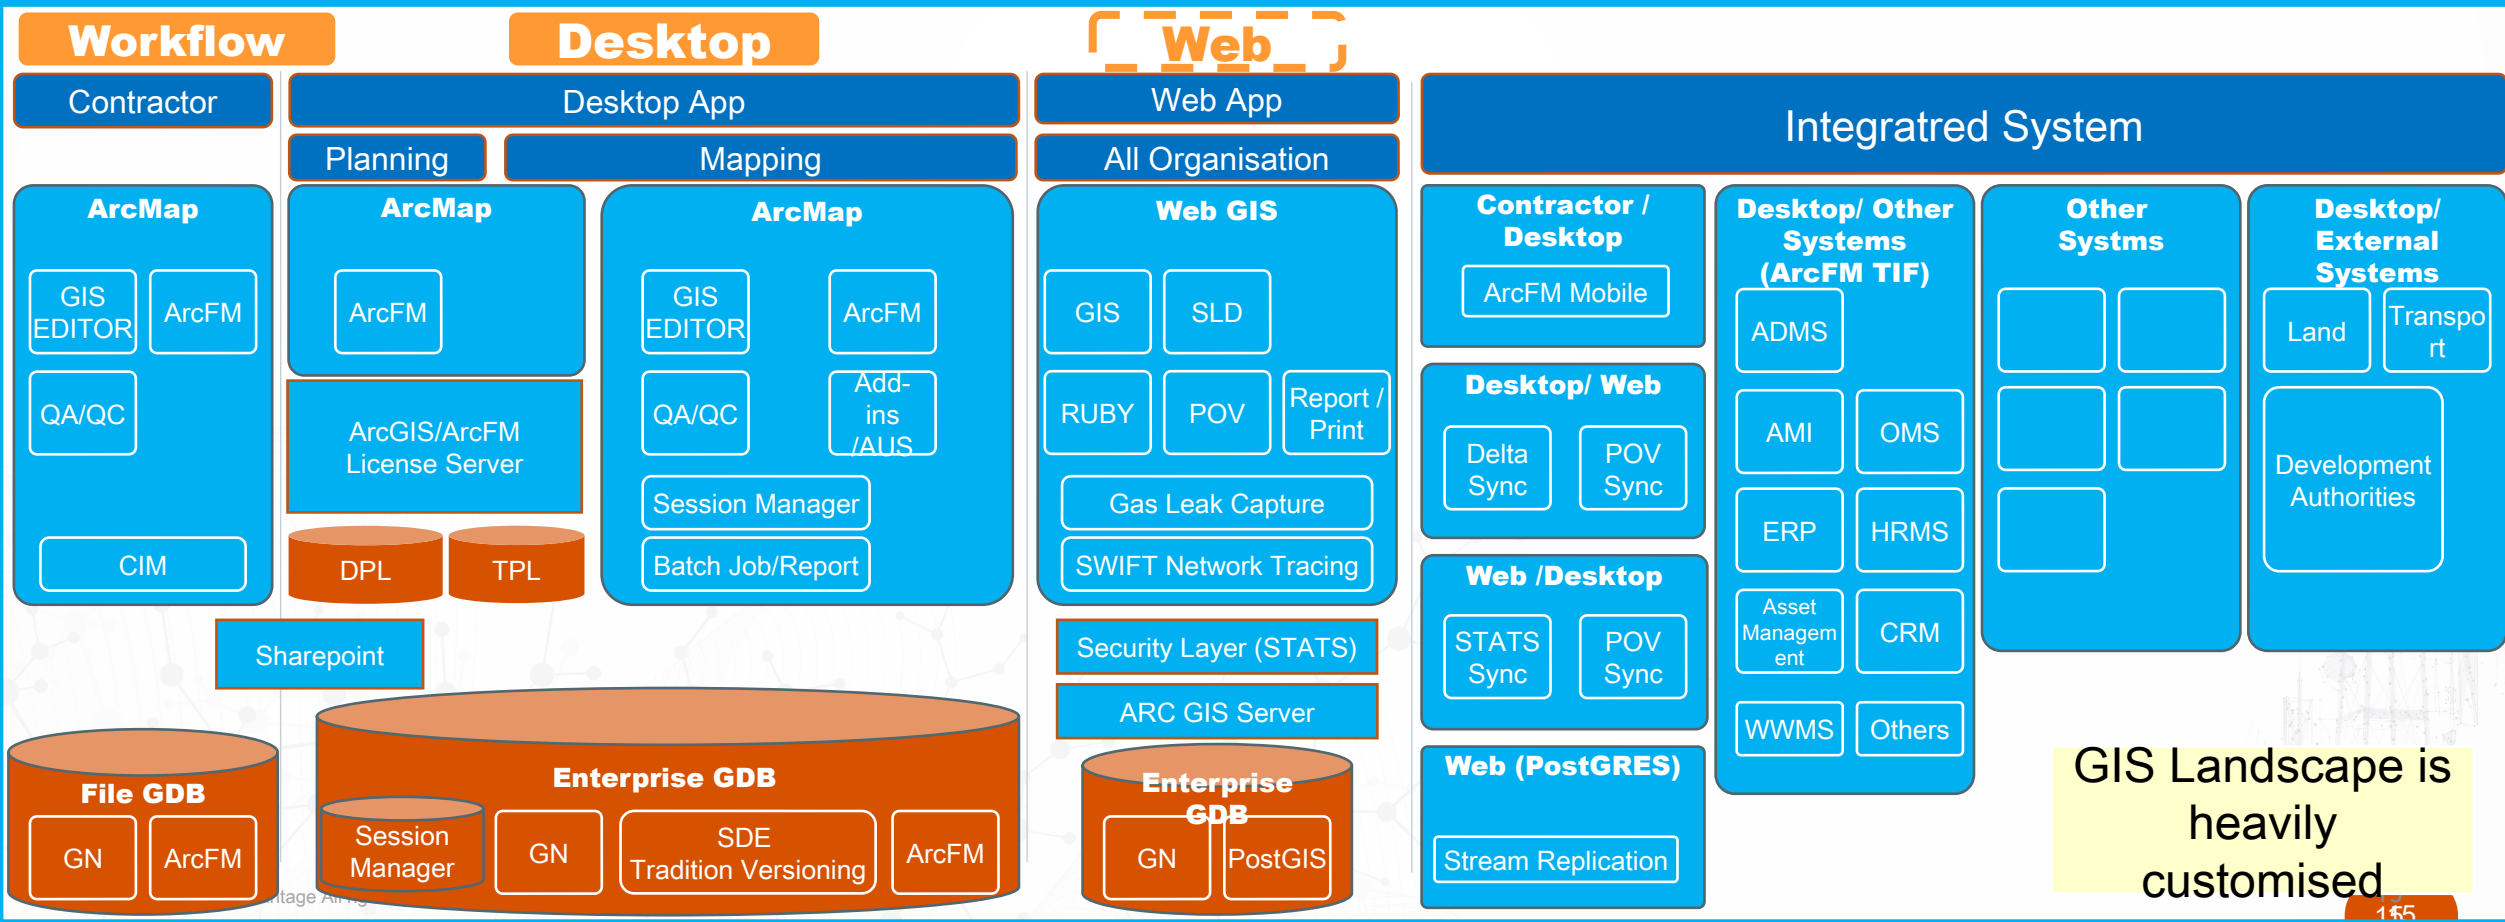 Workflow
Desktop
Web
Contractor
Desktop App
Web App
Integratred System
Planning
Mapping
All Organisation
ArcMap
GIS
EDITOR
ArcFM
QA/QC
CIM
ArcMap
ArcFM
ArcGIS/ArcFM
License Server
DPL
TPL
ArcMap
GIS
EDITOR
ArcFM
QA/QC
Add-
ins
/AUS
Session Manager
Batch Job/Report
Web GIS
GIS
SLD
RUBY
POV
Report /
Print
Gas Leak Capture
SWIFT Network Tracing
Contractor /
Desktop
ArcFM Mobile
Desktop/ Web
Delta
Sync
POV
Sync
Web /Desktop
STATS
Sync
POV
Sync
Web (PostGRES)
Stream Replication
Desktop/ Other
Systems
(ArcFM TIF)
ADMS
AMI
OMS
ERP
HRMS
Asset
Managem
ent
CRM
WWMS
Others
Other
Systms
Desktop/
External
Systems
Land
Transpo
rt
Development
Authorities
Sharepoint
Security Layer (STATS)
ARC GIS Server
File GDB
GN
ArcFM
Enterprise GDB
Session
Manager
GN
SDE
Tradition Versioning
ArcFM
Enterprise
GDB
GN
PostGIS
GIS Landscape is
heavily
customised